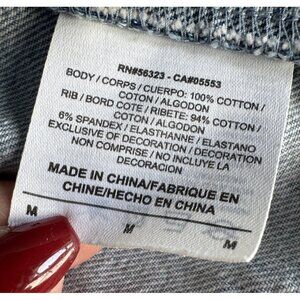 RN#56323 - CA#05553
BODY / CORPS / CUERPO: 100% COTTON /
COTON / ALGODON
RIB / BORD COTE / RIBETE: 94% COTTON /
COTON / ALGODON
6% SPANDEX / ELASTHANNE / ELASTANO
EXCLUSIVE OF DECORATION / DECORATION
NON COMPRISE / NO INCLUYE LA
DECORACION
MADE IN CHINA/FABRIQUE EN
CHINE/HECHO EN CHINA
M M M